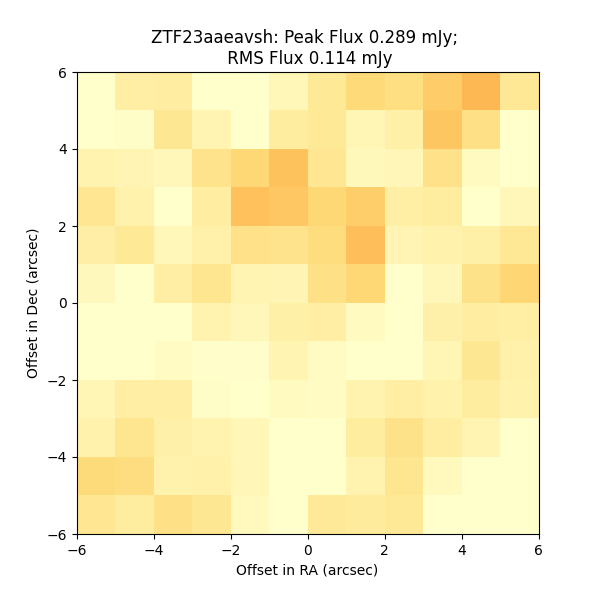 ZTF23aaeavsh: Peak Flux 0.289 mJy;
RMS Flux 0.114 mJy
6
4
2
0
−2
−4
−6
Offset in Dec (arcsec)
−6 −4 −2 0 2 4 6
Offset in RA (arcsec)